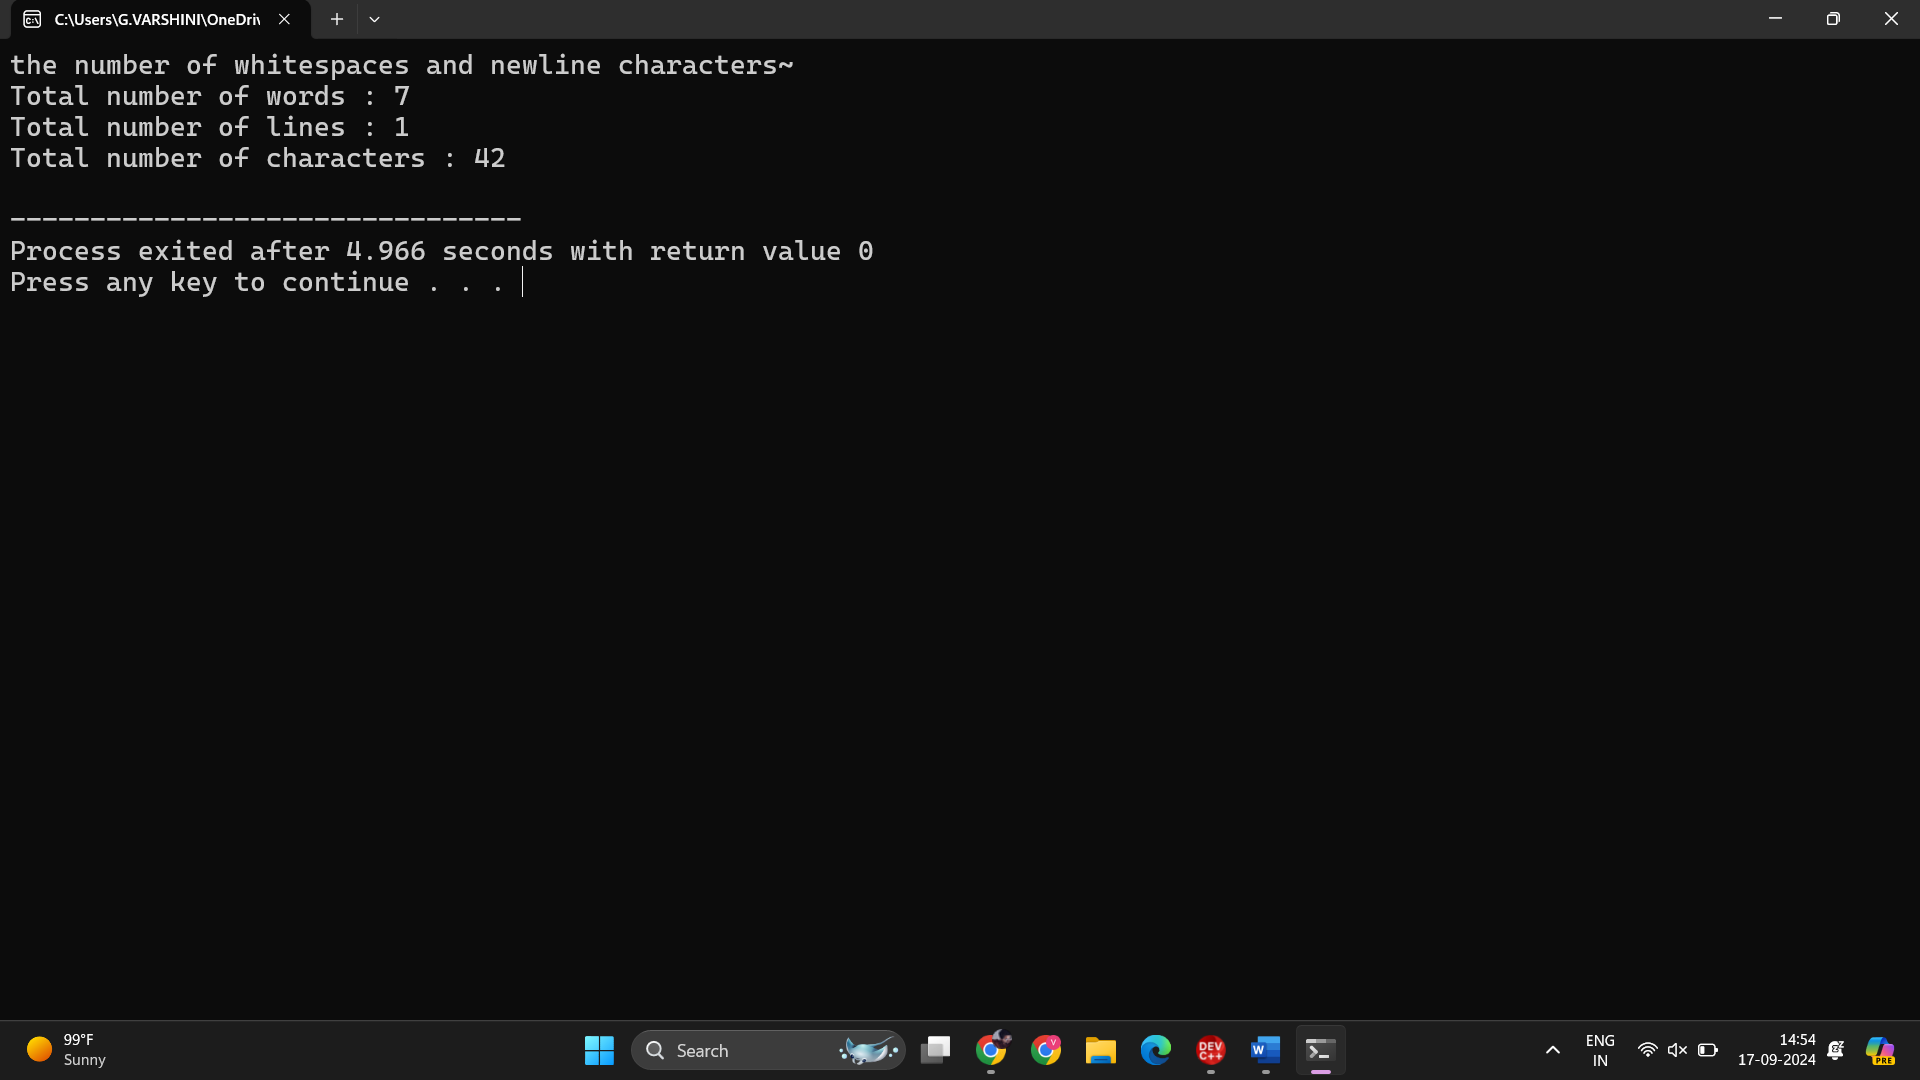 C:\Users\G.VARSHINI\OneDri
the number of whitespaces and newline characters~
Total number of words : 7
Total number of lines : 1
Total number of characters : 42
--------------------------------
Process exited after 4.966 seconds with return value 0
Press any key to continue . . .
99°F
Sunny
Search
DEV
C++
W
V
ENG
IN
14:54
17-09-2024
PRE